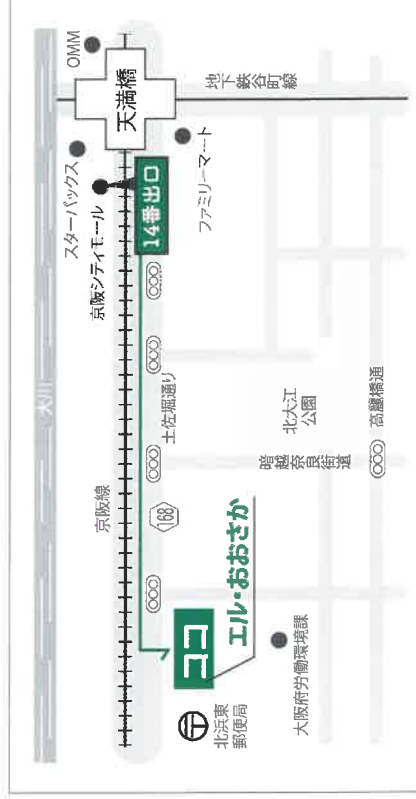 大川
OMM
スターバックス
京阪シティモール
天満橋
地下鉄谷町線
14番出口
ファミリーマート
京阪線
土佐堀通り
168
北大江
公園
暗越奈良街道
高麗橋通
ココ
エル・おおさか
北浜東
郵便局
大阪府労働環境課